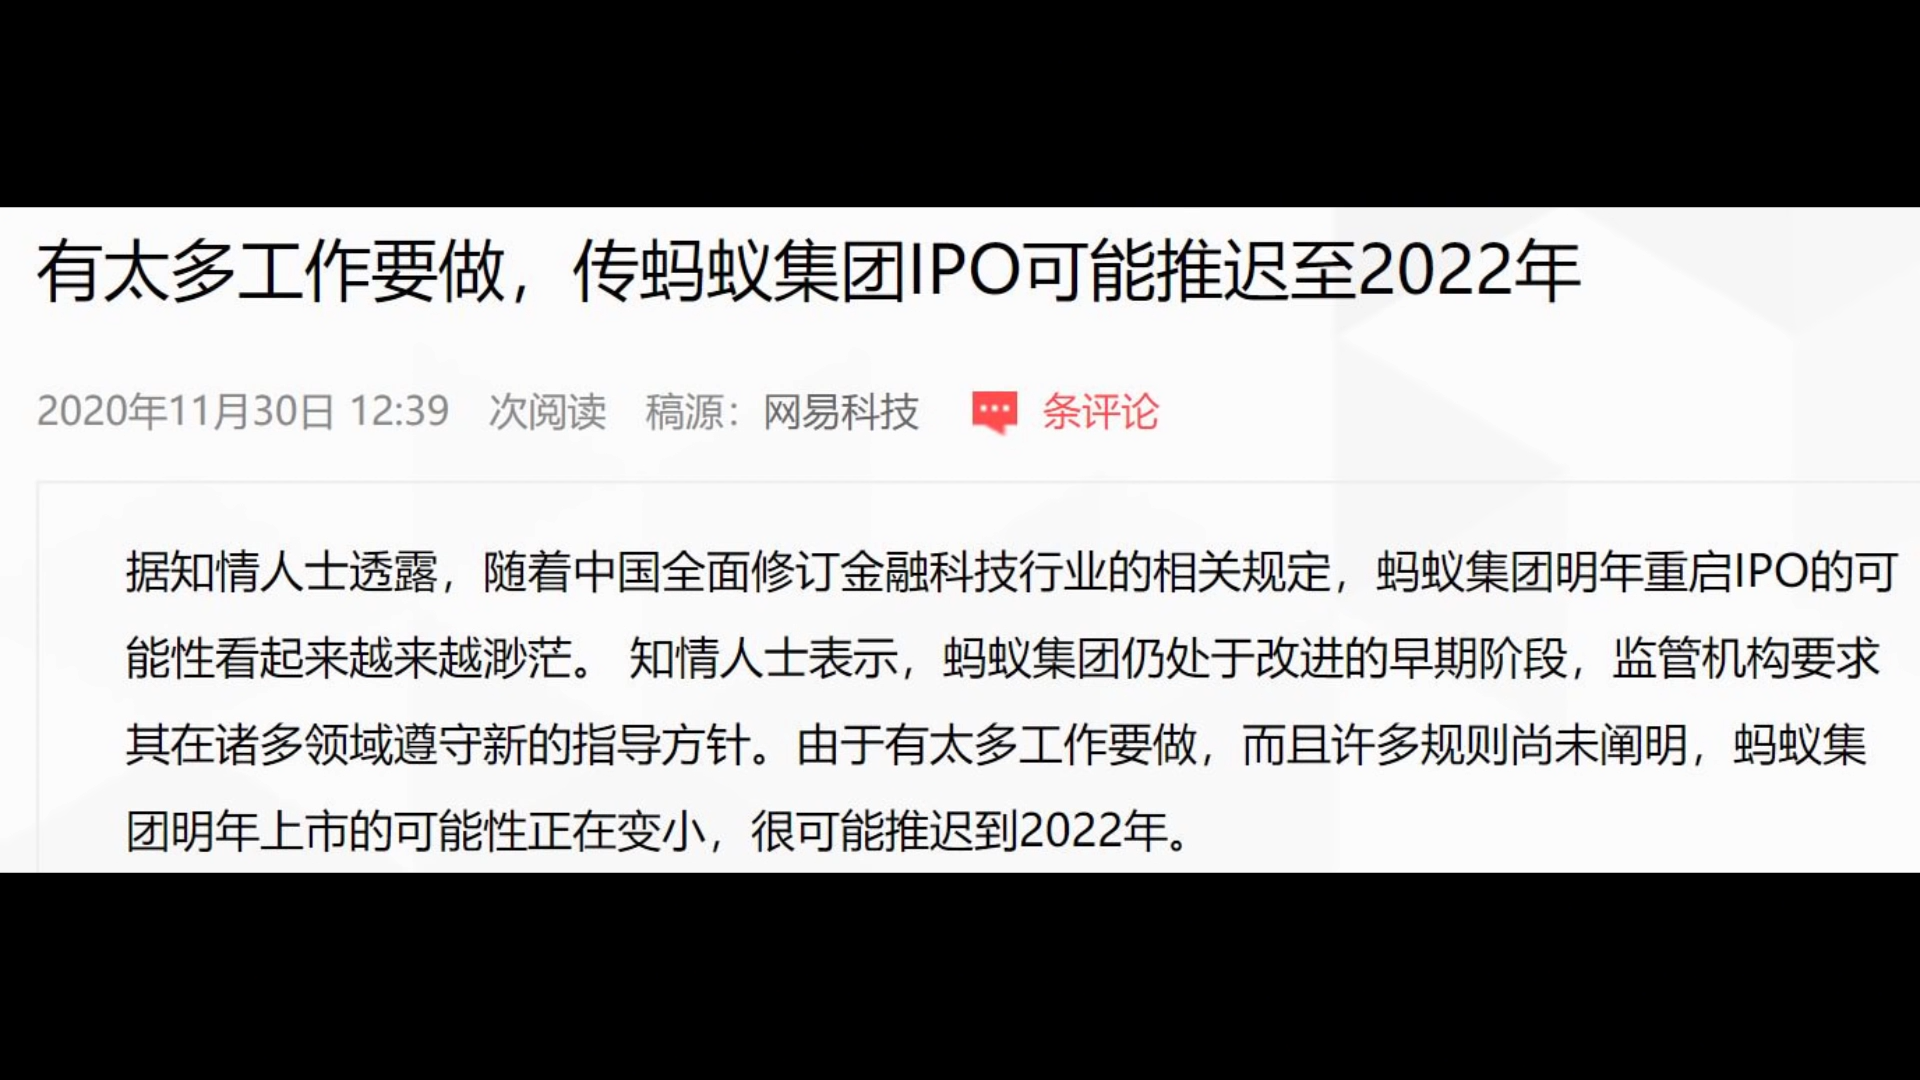 有太多工作要做，传蚂蚁集团IPO可能推迟至2022年
2020年11月30日 12:39 次阅读 稿源：网易科技 条评论
据知情人士透露，随着中国全面修订金融科技行业的相关规定，蚂蚁集团明年重启IPO的可
能性看起来越来越渺茫。 知情人士表示，蚂蚁集团仍处于改进的早期阶段，监管机构要求
其在诸多领域遵守新的指导方针。由于有太多工作要做，而且许多规则尚未阐明，蚂蚁集
团明年上市的可能性正在变小，很可能推迟到2022年。